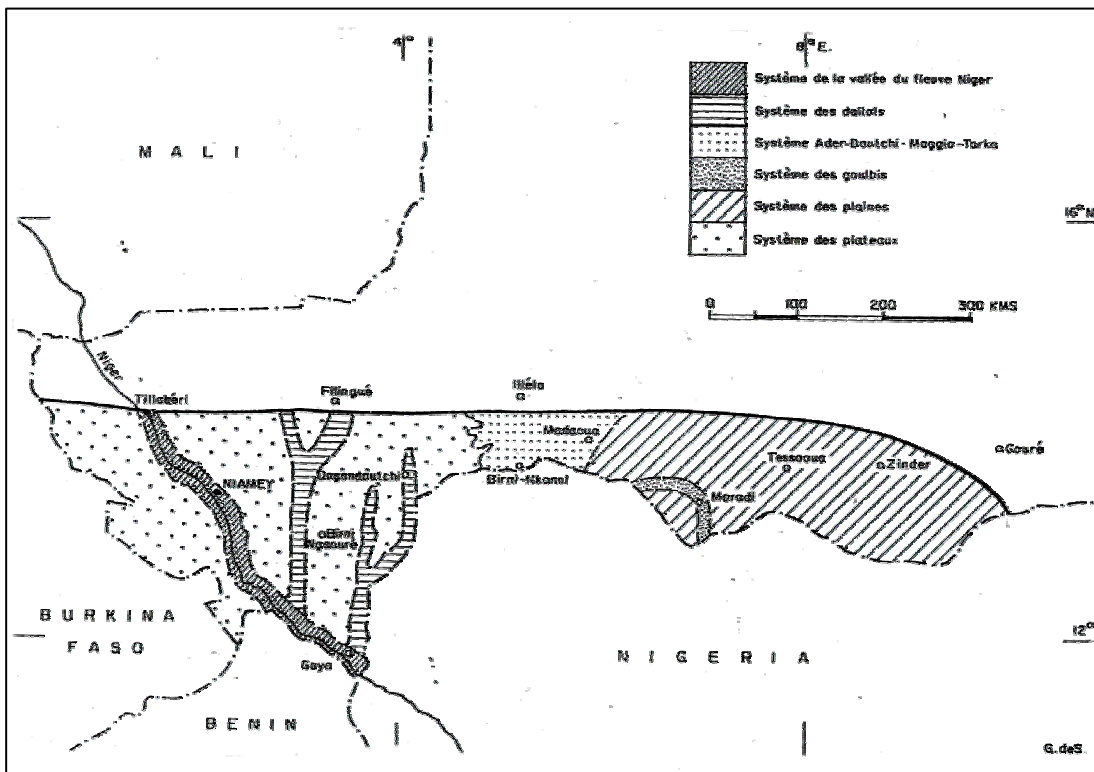 4°
8° E.
Système de la vallée du fleuve Niger
Système des dallols
Système Ader-Doutchi-Maggia-Tarka
Système des goulbis
Système des plaines
Système des plateaux
MALI
16° N
0 100 200 300 KMS
Niger
Tillabéri
Filingué
Illéla
Madaoua
Gouré
Tessaoua
Zinder
Dogondoutchi
Birni-Nkonni
NIAMEY
Maradi
Birni
Ngaouré
BURKINA
FASO
12°
NIGERIA
Gaya
BENIN
G.deS.